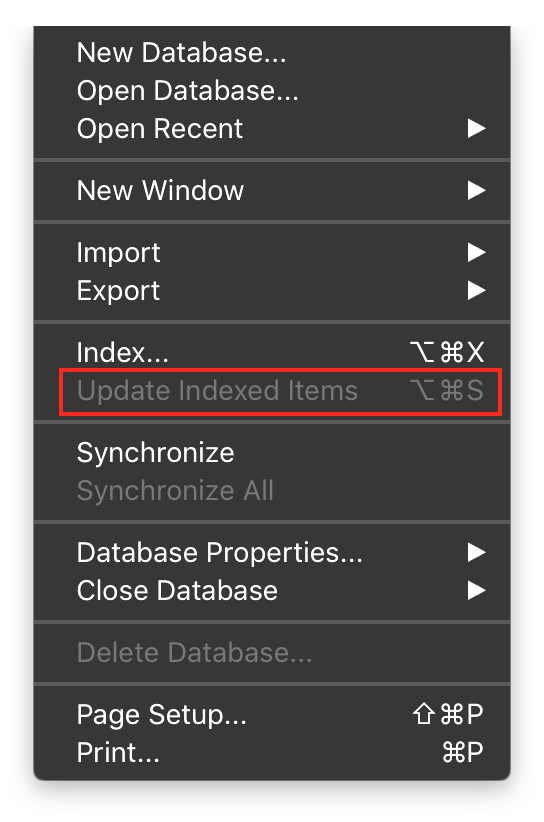 New Database...
Open Database...
Open Recent ▶
New Window ▶
Import ▶
Export ▶
Index... ⌥⌘X
Update Indexed Items ⌥⌘S
Synchronize
Synchronize All
Database Properties... ▶
Close Database ▶
Delete Database...
Page Setup... ⇧⌘P
Print... ⌘P